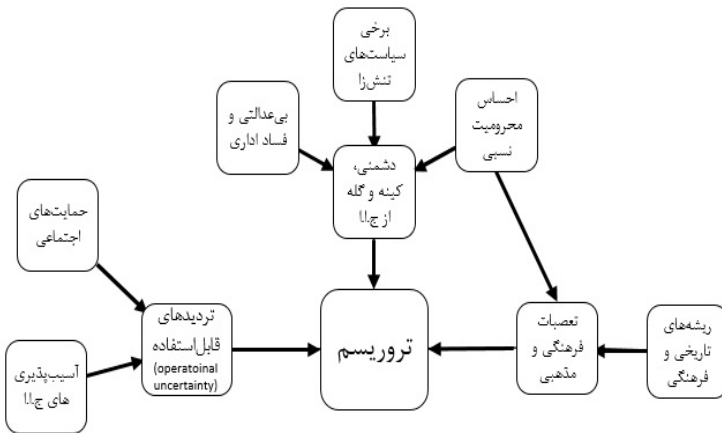 برخی
سیاست‌های
تنش‌زا
احساس
محرومیت
نسبی
بی‌عدالتی و
فساد اداری
دشمنی،
کینه و گله
از ج.ا.ا
حمایت‌های
اجتماعی
تردیدهای
قابل‌استفاده
(operatoinal
uncertainty)
تروریسم
تعصبات
فرهنگی و
مذهبی
ریشه‌های
تاریخی و
فرهنگی
آسیب‌پذیری
های ج.ا.ا